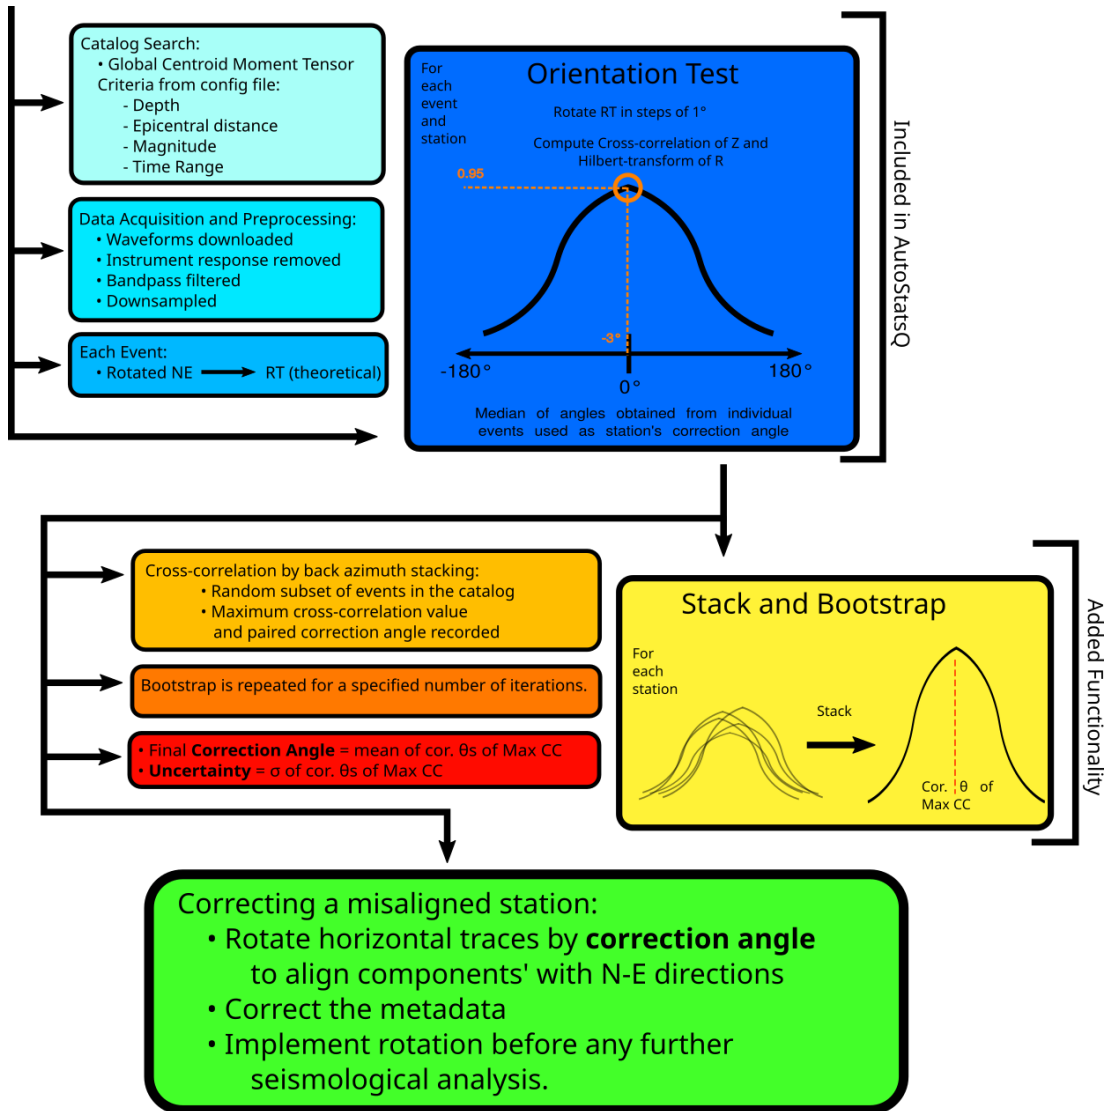 Catalog Search:
• Global Centroid Moment Tensor
Criteria from config file:
- Depth
- Epicentral distance
- Magnitude
- Time Range
Data Acquisition and Preprocessing:
• Waveforms downloaded
• Instrument response removed
• Bandpass filtered
• Downsampled
Each Event:
• Rotated NE RT (theoretical)
For
each
event
and
station
Orientation Test
Rotate RT in steps of 1°
Compute Cross-correlation of Z and
Hilbert-transform of R
0.95
-3°
-180°
0°
180°
Median of angles obtained from individual
events used as station's correction angle
Included in AutoStatsQ
Cross-correlation by back azimuth stacking:
• Random subset of events in the catalog
• Maximum cross-correlation value
and paired correction angle recorded
Bootstrap is repeated for a specified number of iterations.
• Final Correction Angle = mean of cor. θs of Max CC
• Uncertainty = σ of cor. θs of Max CC
Stack and Bootstrap
For
each
station
Stack
Cor. θ of
Max CC
Added Functionality
Correcting a misaligned station:
• Rotate horizontal traces by correction angle
to align components' with N-E directions
• Correct the metadata
• Implement rotation before any further
seismological analysis.